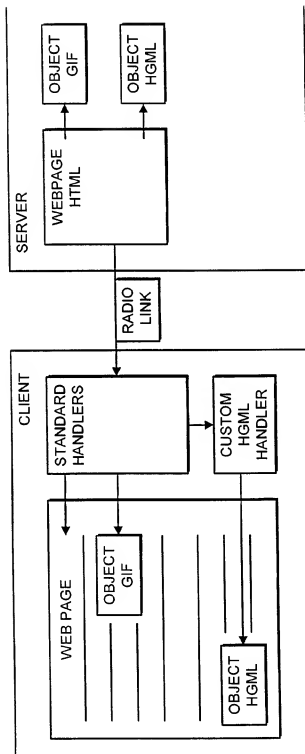 CLIENT
WEB PAGE
OBJECT
GIF
OBJECT
HGML
STANDARD
HANDLERS
CUSTOM
HGML
HANDLER
RADIO
LINK
SERVER
WEBPAGE
HTML
OBJECT
GIF
OBJECT
HGML